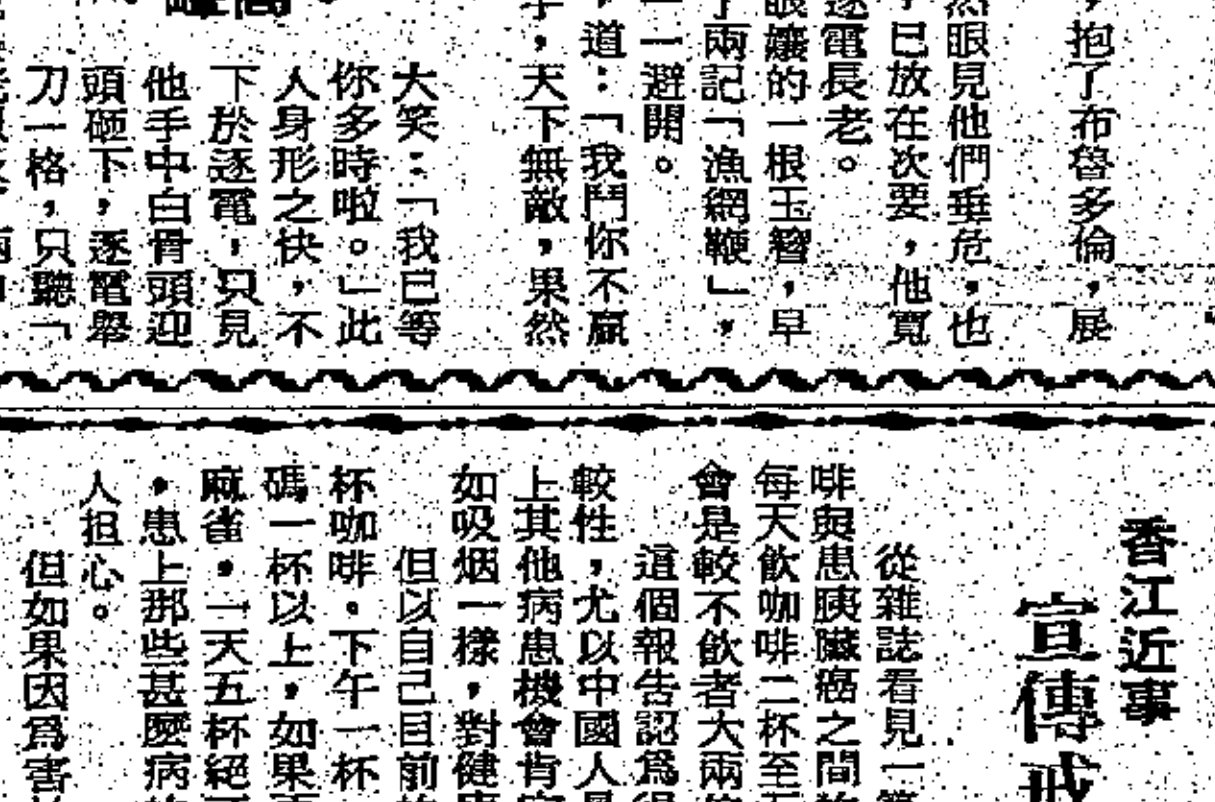 ，抱了布魯多倫，展
然眼見他們垂危，也
，已放在次要，他寬
逐電長老。
眼孃的一根玉簪，早
了兩記「漁網鞭」，
一一避開。
，道：「我鬥你不贏
手，天下無敵，果然
大笑：「我已等
你多時啦。」此
人身形之快，不
下於逐電，只見
他手中白骨頭迎
頭砸下，逐電舉
刀一格，只聽「
香江近事
宣傳戒
從雜誌看見一篇
啡與患胰臟癌之間
每天飲咖啡二杯至
會是較不飲者大兩
這個報告認爲
較性，尤以中國人
上其他病患機會肯
如吸烟一樣，對健
但以自己目前
杯咖啡。下午一杯
碼一杯以上，如果
麻雀，一天五杯絕
，患上那些甚麼病
人担心。
但如果因爲害